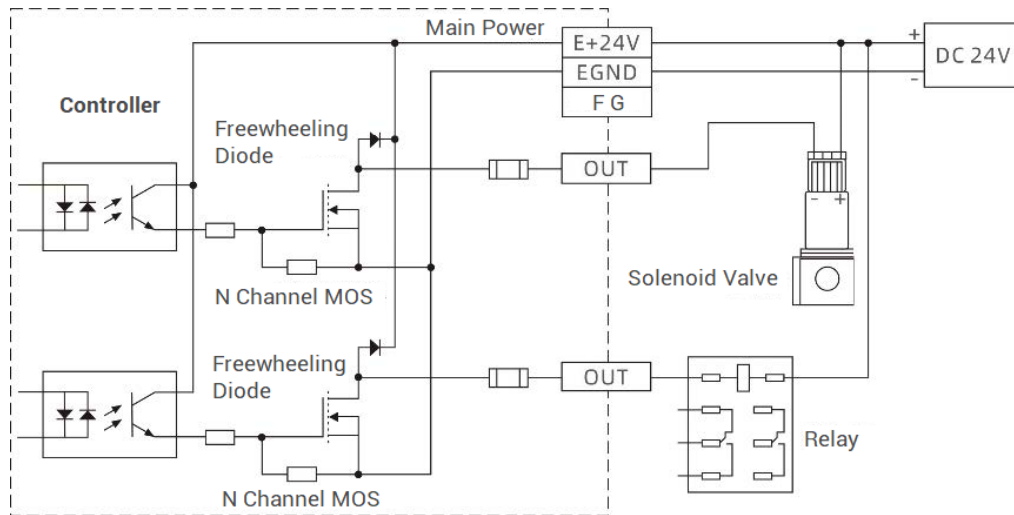 Main Power
E+24V
+
DC 24V
EGND
-
F G
Controller
Freewheeling
Diode
OUT
- +
Solenoid Valve
N Channel MOS
Freewheeling
Diode
OUT
Relay
N Channel MOS